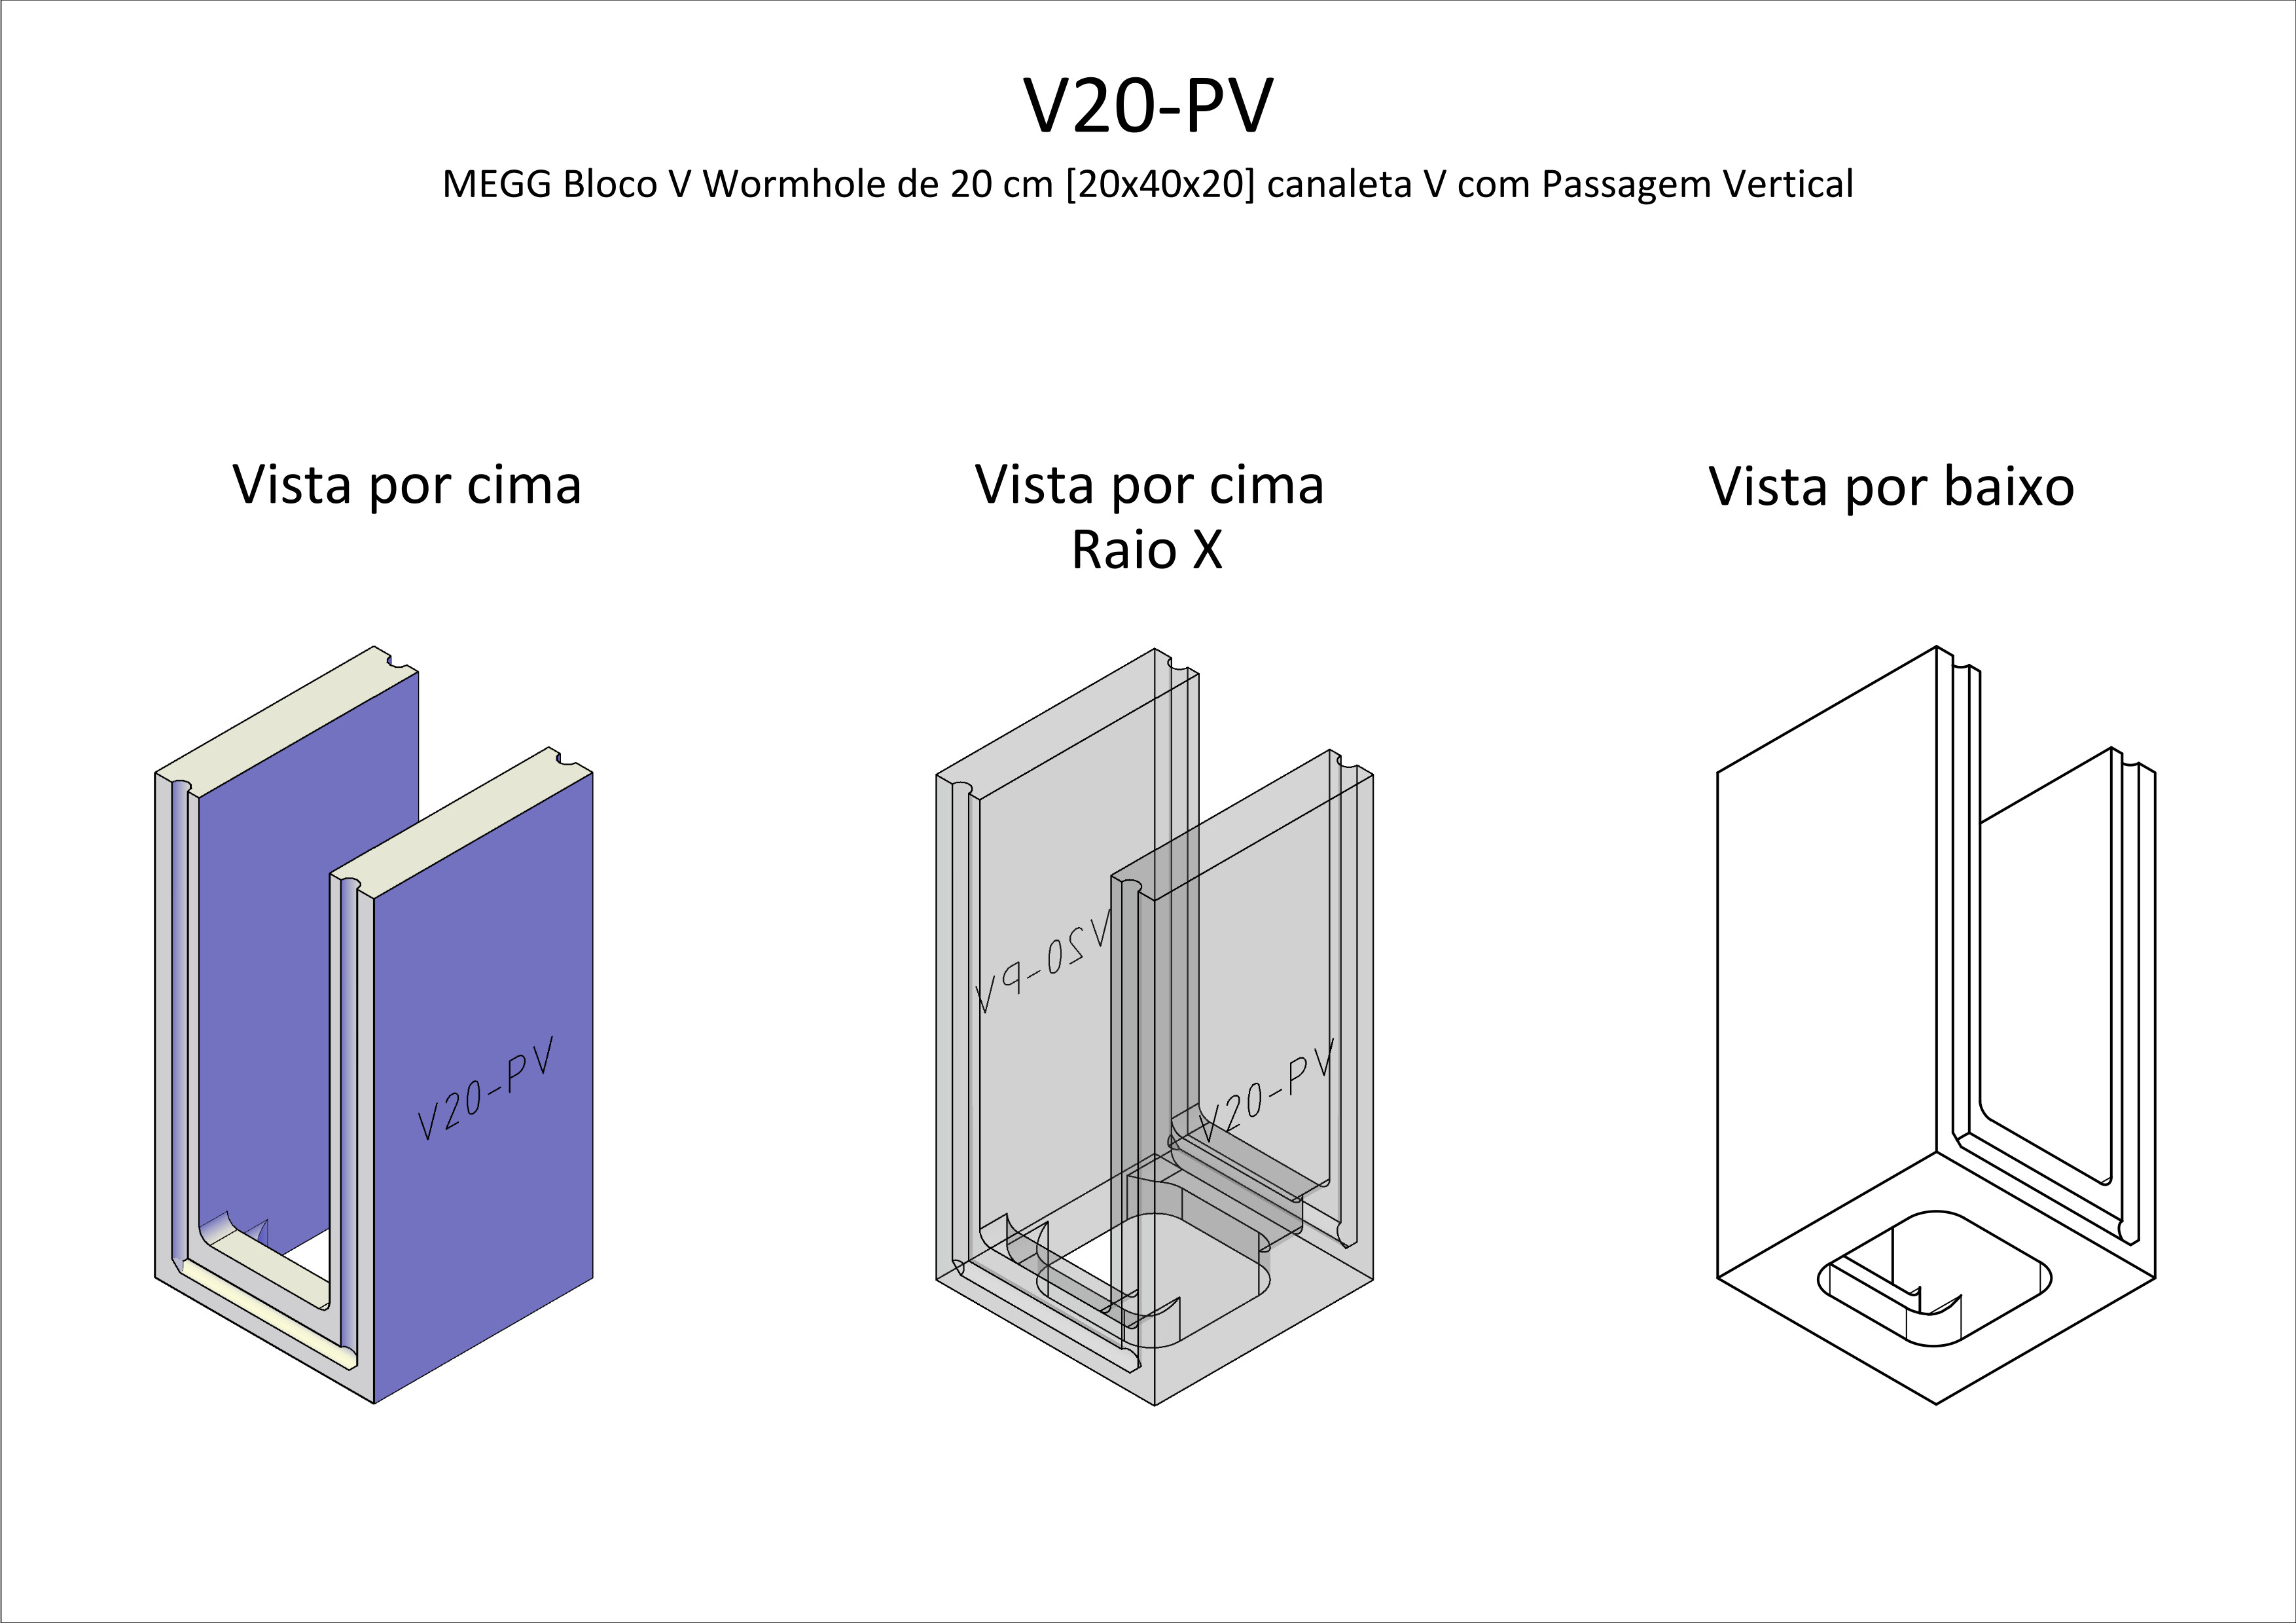 V20-PV
MEGG Bloco V Wormhole de 20 cm [20x40x20] canaleta V com Passagem Vertical
Vista por cima
Vista por cima
Raio X
Vista por baixo
V20-PV
V20-PV
V20-PV